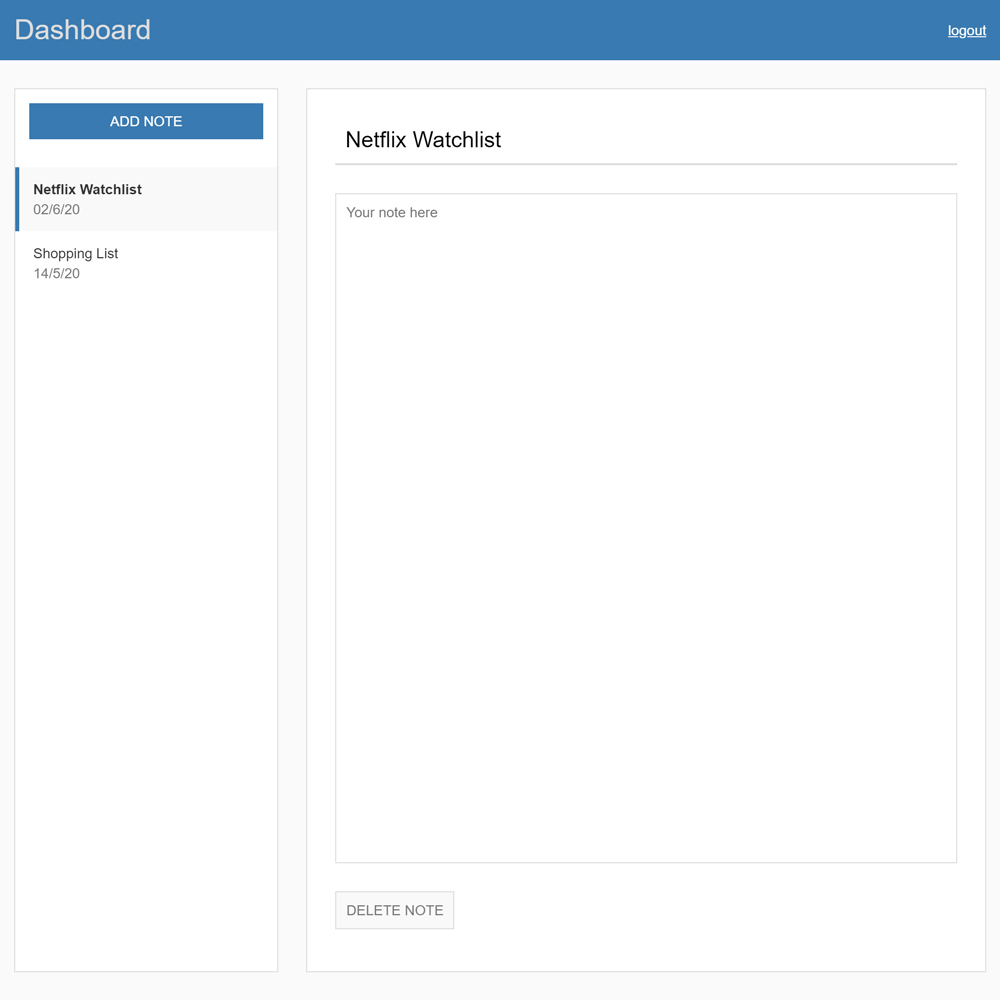 Dashboard
logout
ADD NOTE
Netflix Watchlist
02/6/20
Shopping List
14/5/20
Netflix Watchlist
Your note here
DELETE NOTE